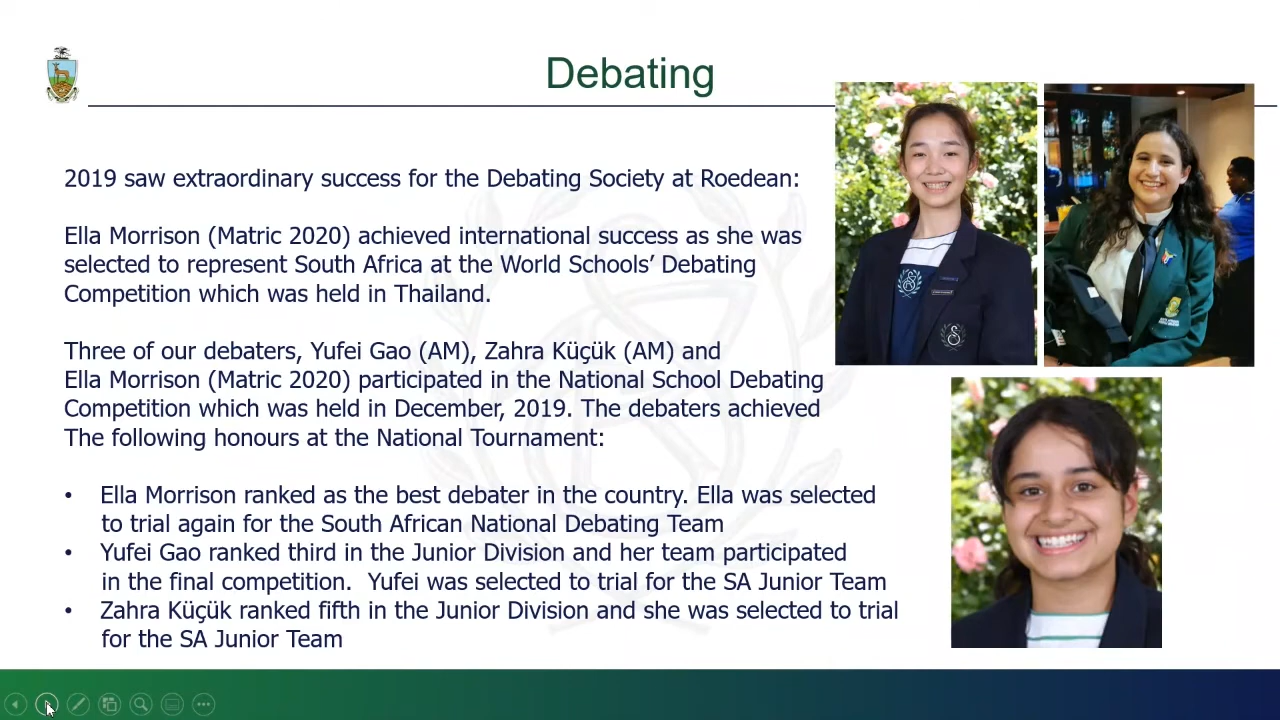 Debating
2019 saw extraordinary success for the Debating Society at Roedean:
Ella Morrison (Matric 2020) achieved international success as she was
selected to represent South Africa at the World Schools’ Debating
Competition which was held in Thailand.
Three of our debaters, Yufei Gao (AM), Zahra Küçük (AM) and
Ella Morrison (Matric 2020) participated in the National School Debating
Competition which was held in December, 2019. The debaters achieved
The following honours at the National Tournament:
• Ella Morrison ranked as the best debater in the country. Ella was selected
to trial again for the South African National Debating Team
• Yufei Gao ranked third in the Junior Division and her team participated
in the final competition.  Yufei was selected to trial for the SA Junior Team
• Zahra Küçük ranked fifth in the Junior Division and she was selected to trial
for the SA Junior Team